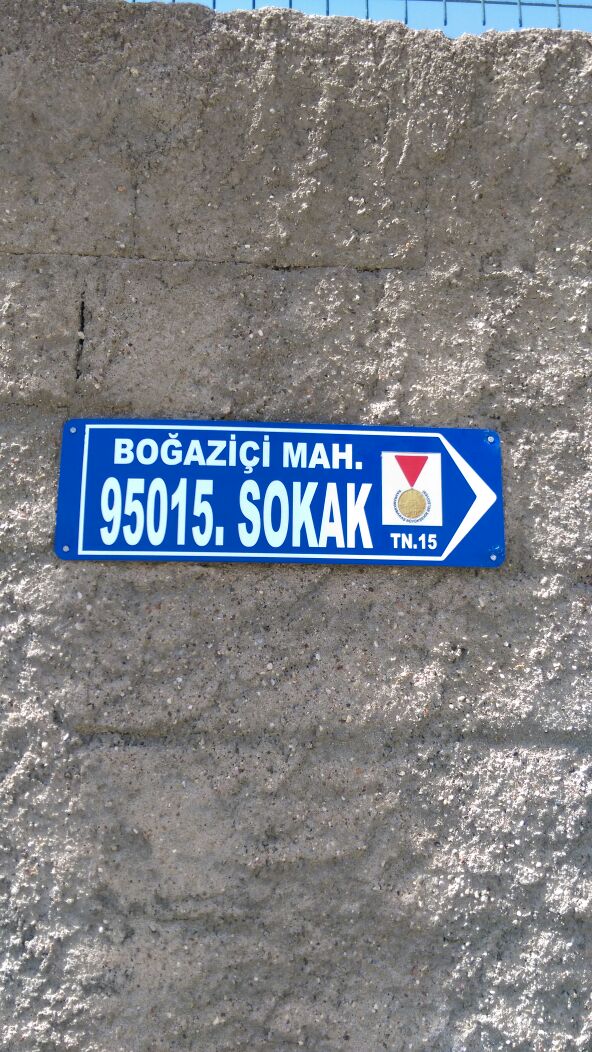 BOĞAZİÇİ MAH.
95015. SOKAK
TN.15